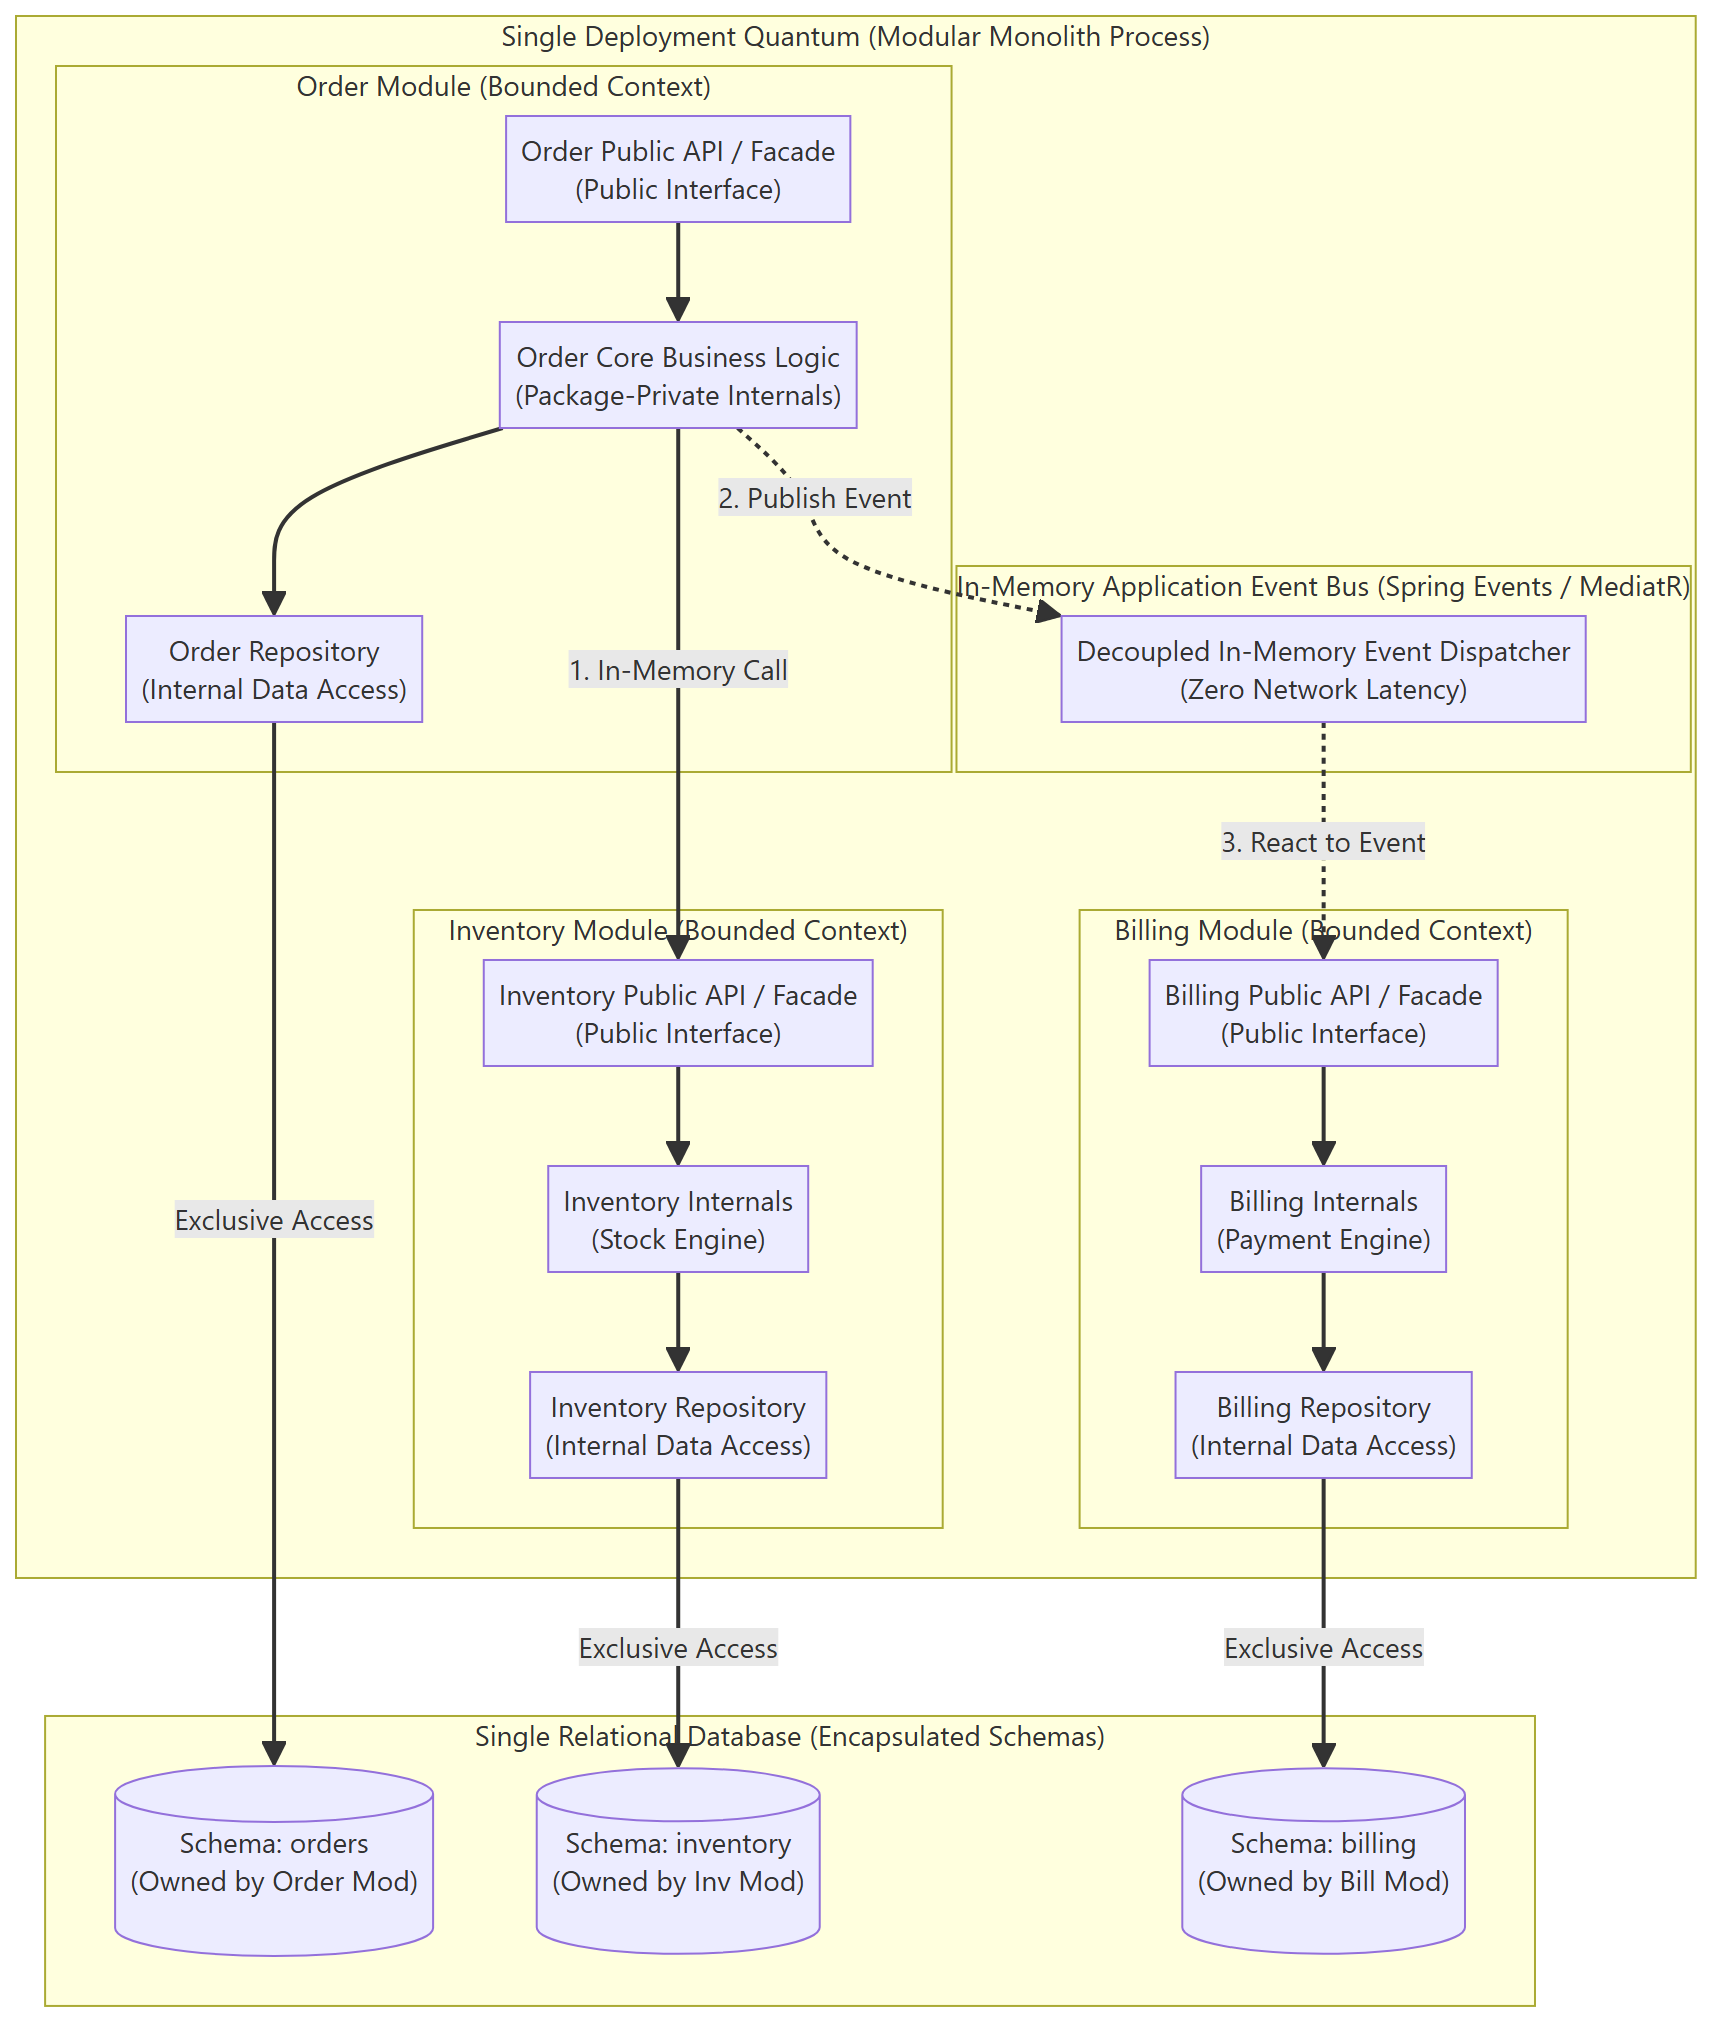 Single Deployment Quantum (Modular Monolith Process)
Order Module (Bounded Context)
Order Public API / Facade
(Public Interface)
Order Core Business Logic
(Package-Private Internals)
2. Publish Event
In-Memory Application Event Bus (Spring Events / MediatR)
Order Repository
(Internal Data Access)
1. In-Memory Call
Decoupled In-Memory Event Dispatcher
(Zero Network Latency)
3. React to Event
Inventory Module (Bounded Context)
Billing Module (Bounded Context)
Inventory Public API / Facade
(Public Interface)
Billing Public API / Facade
(Public Interface)
Exclusive Access
Inventory Internals
(Stock Engine)
Billing Internals
(Payment Engine)
Inventory Repository
(Internal Data Access)
Billing Repository
(Internal Data Access)
Exclusive Access
Exclusive Access
Single Relational Database (Encapsulated Schemas)
Schema: orders
(Owned by Order Mod)
Schema: inventory
(Owned by Inv Mod)
Schema: billing
(Owned by Bill Mod)